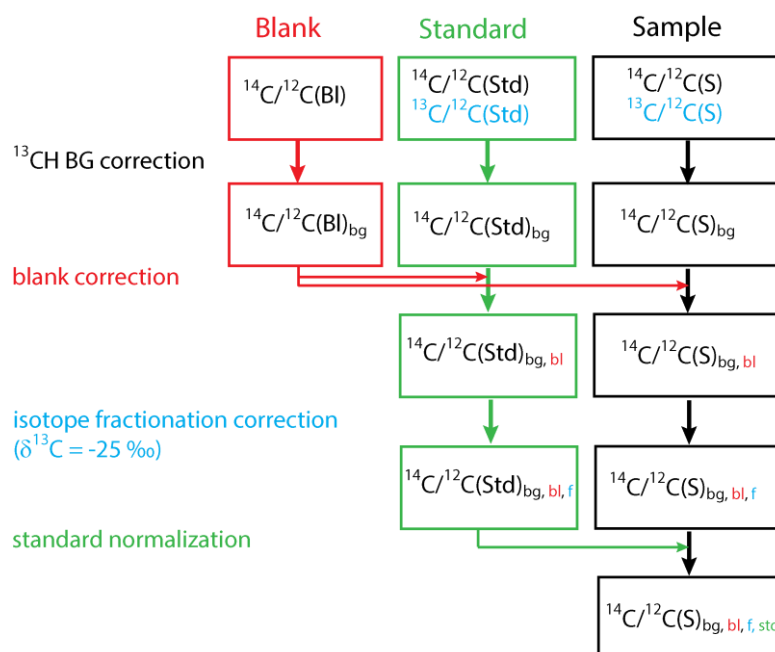 Blank Standard Sample
¹⁴C/¹²C(Bl) ¹⁴C/¹²C(Std) ¹⁴C/¹²C(S)
¹³C/¹²C(Std) ¹³C/¹²C(S)
¹³CH BG correction
¹⁴C/¹²C(Bl)bg ¹⁴C/¹²C(Std)bg ¹⁴C/¹²C(S)bg
blank correction
¹⁴C/¹²C(Std)bg, bl ¹⁴C/¹²C(S)bg, bl
isotope fractionation correction
(δ¹³C = -25 ‰)
¹⁴C/¹²C(Std)bg, bl, f ¹⁴C/¹²C(S)bg, bl, f
standard normalization
¹⁴C/¹²C(S)bg, bl, f, std